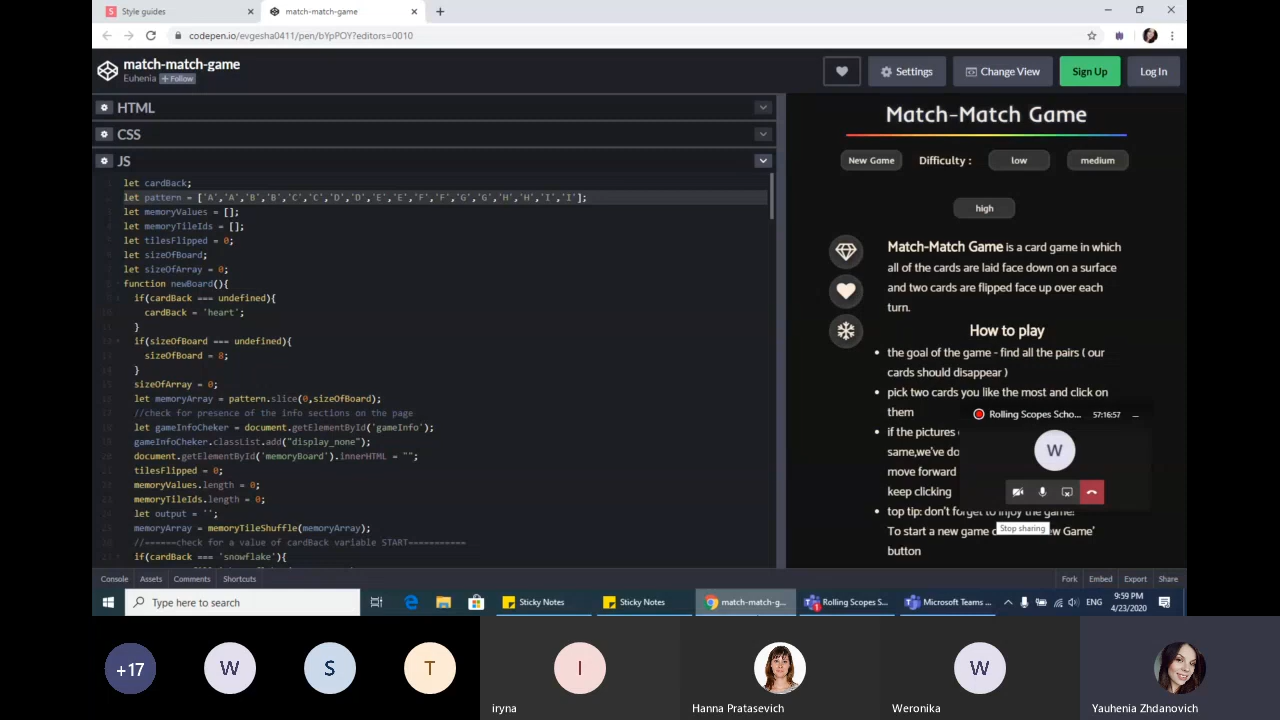 Style guides
match-match-game
codepen.io/evgesha0411/pen/bYpPOY?editors=0010
match-match-game
Euhenia + Follow
Settings
Change View
Sign Up
Log In
HTML
CSS
JS
let cardBack;
let pattern = ['A','A','B','B','C','C','D','D','E','E','F','F','G','G','H','H','I','I'];
let memoryValues = [];
let memoryTileIds = [];
let tilesFlipped = 0;
let sizeOfBoard;
let sizeOfArray = 0;
function newBoard(){
if(cardBack === undefined){
cardBack = 'heart';
}
if(sizeOfBoard === undefined){
sizeOfBoard = 8;
}
sizeOfArray = 0;
let memoryArray = pattern.slice(0,sizeOfBoard);
//check for presence of the info sections on the page
let gameInfoCheker = document.getElementById('gameInfo');
gameInfoCheker.classList.add("display_none");
document.getElementById('memoryBoard').innerHTML = "";
tilesFlipped = 0;
memoryValues.length = 0;
memoryTileIds.length = 0;
let output = '';
memoryArray = memoryTileShuffle(memoryArray);
//======check for a value of cardBack variable START===========
if(cardBack === 'snowflake'){
Match-Match Game
New Game
Difficulty :
low
medium
high
Match-Match Game is a card game in which
all of the cards are laid face down on a surface
and two cards are flipped face up over each
turn.
How to play
the goal of the game - find all the pairs ( our
cards should disappear )
pick two cards you like the most and click on
them
if the pictures
same,we've do
move forward
keep clicking
top tip: don't forget to injoy the game!
To start a new game
w Game'
button
Rolling Scopes Scho...
57:16:57
W
Stop sharing
Console
Assets
Comments
Shortcuts
Fork
Embed
Export
Share
Type here to search
Sticky Notes
Sticky Notes
match-match-g...
Rolling Scopes S...
Microsoft Teams ...
ENG
9:59 PM
4/23/2020
+17
W
S
T
I
W
iryna
Hanna Pratasevich
Weronika
Yauhenia Zhdanovich